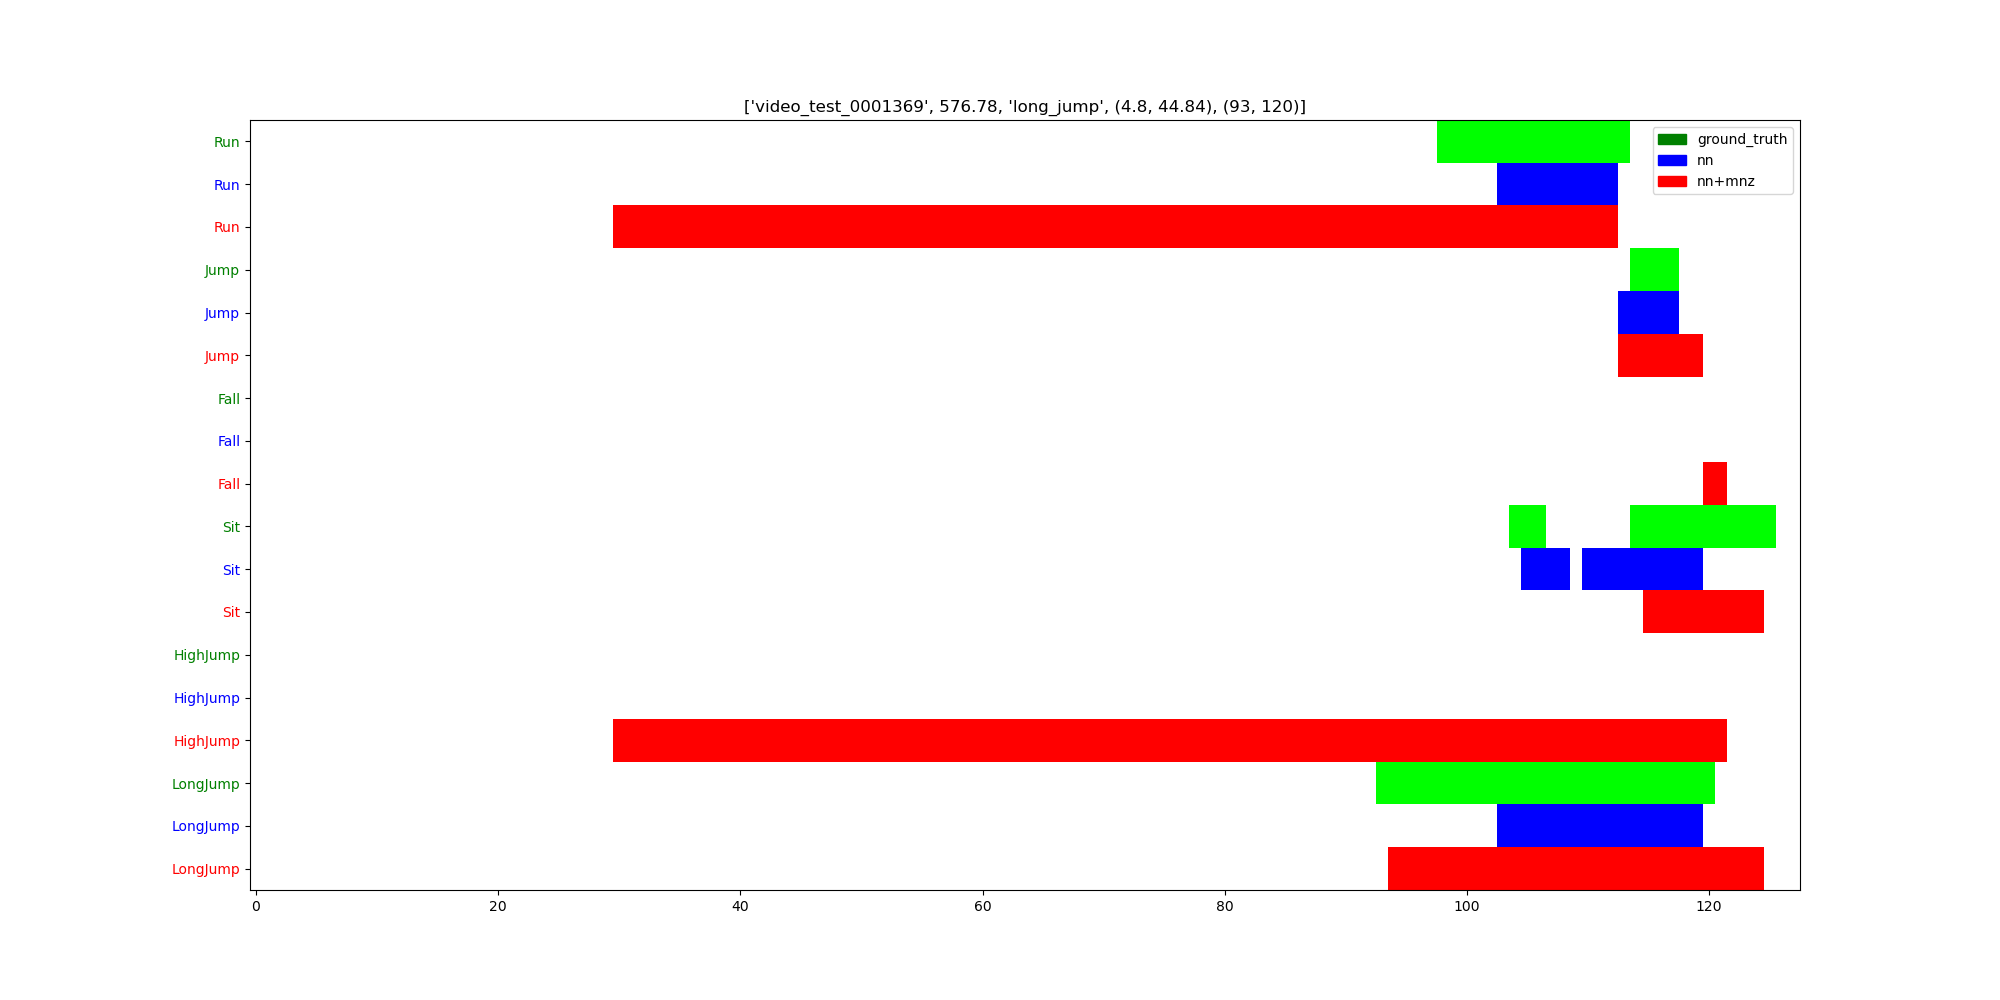 ['video_test_0001369', 576.78, 'long_jump', (4.8, 44.84), (93, 120)]
ground_truth
nn
nn+mnz
Run
Run
Run
Jump
Jump
Jump
Fall
Fall
Fall
Sit
Sit
Sit
HighJump
HighJump
HighJump
LongJump
LongJump
LongJump
0 20 40 60 80 100 120